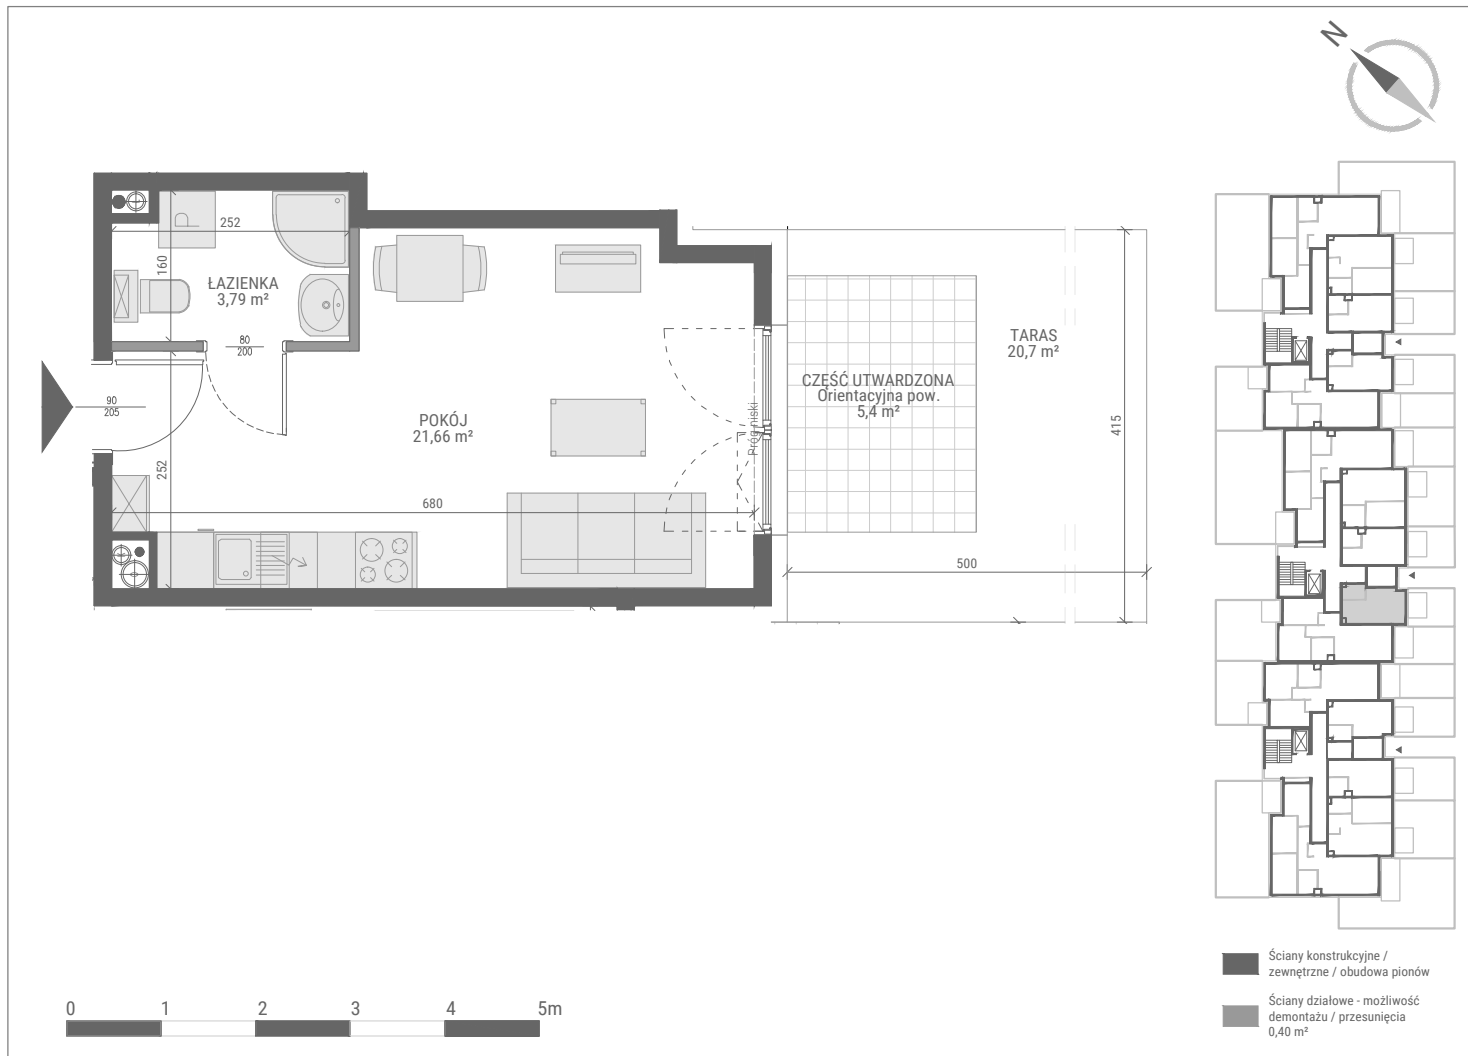 N
252
P
160
ŁAZIENKA
3,79 m²
80
200
90
205
POKÓJ
21,66 m²
252
680
Próg niski
CZĘŚĆ UTWARDZONA
Orientacyjna pow.
5,4 m²
TARAS
20,7 m²
415
500
0 1 2 3 4 5m
Ściany konstrukcyjne /
zewnętrzne / obudowa pionów
Ściany działowe - możliwość
demontażu / przesunięcia
0,40 m²